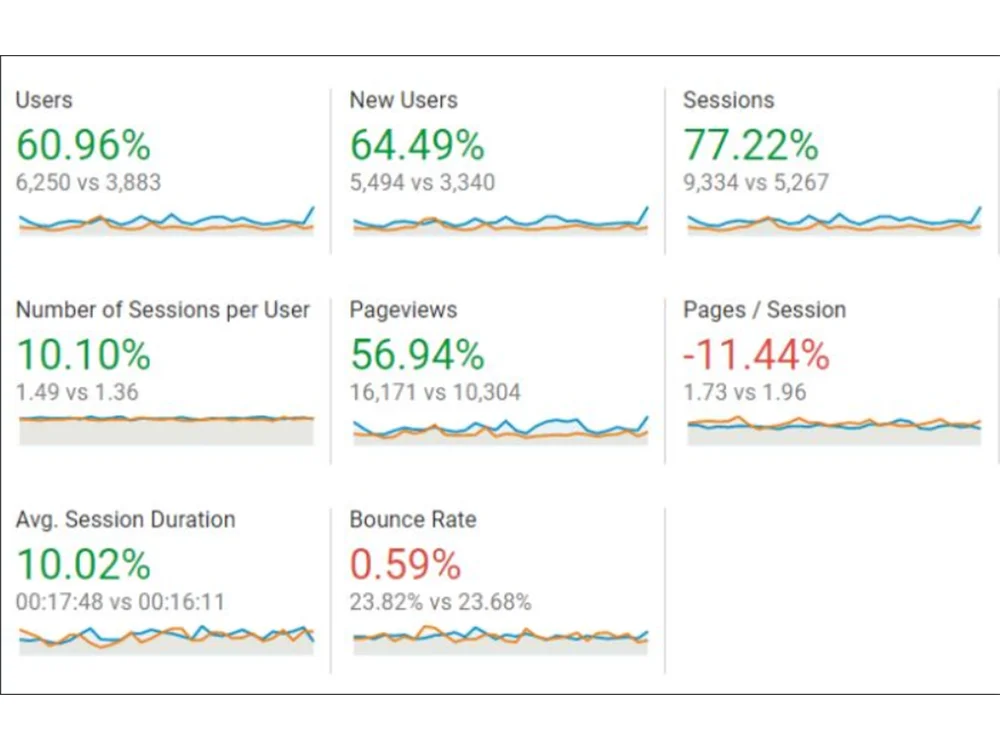 Users
60.96%
6,250 vs 3,883
New Users
64.49%
5,494 vs 3,340
Sessions
77.22%
9,334 vs 5,267
Number of Sessions per User
10.10%
1.49 vs 1.36
Pageviews
56.94%
16,171 vs 10,304
Pages / Session
-11.44%
1.73 vs 1.96
Avg. Session Duration
10.02%
00:17:48 vs 00:16:11
Bounce Rate
0.59%
23.82% vs 23.68%